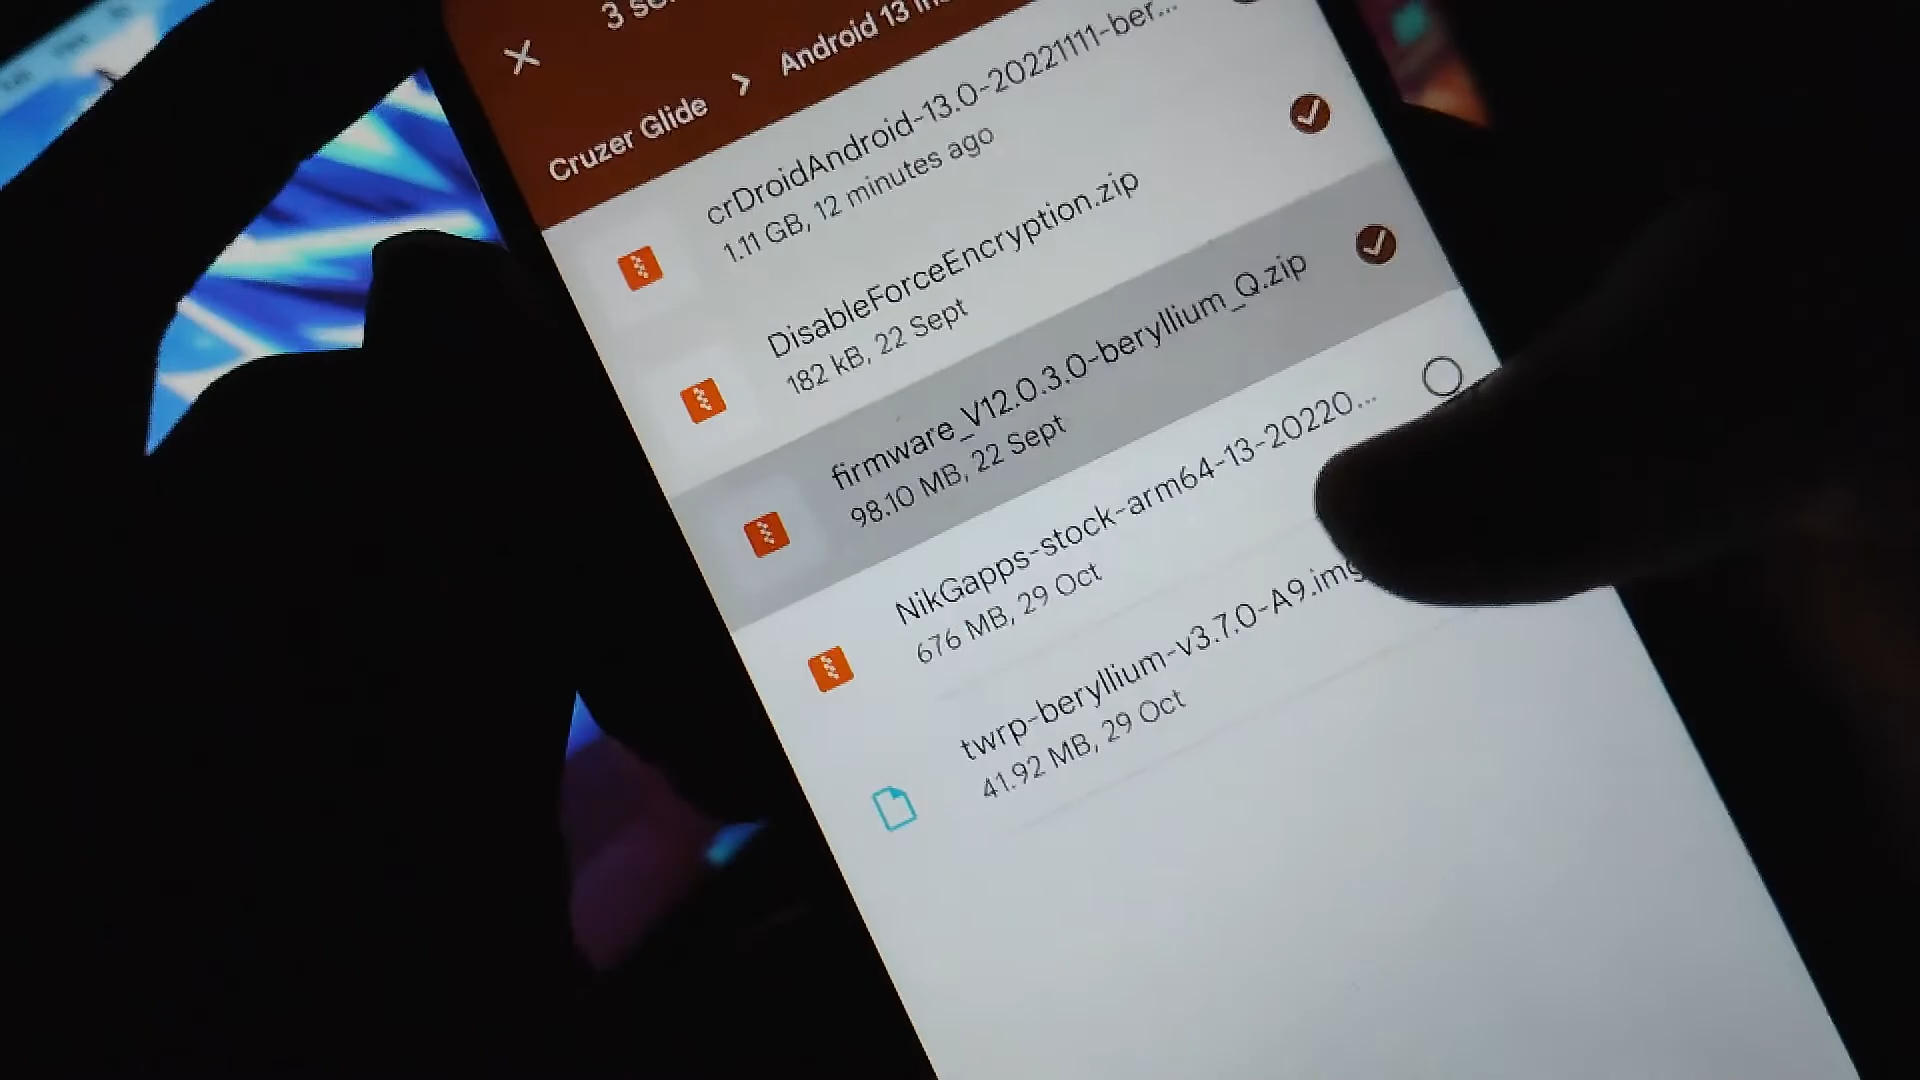 Cruzer Glide > Android 13
crDroidAndroid-13.0-20221111-ber...
1.11 GB, 12 minutes ago
DisableForceEncryption.zip
182 kB, 22 Sept
firmware_V12.0.3.0-beryllium_Q.zip
98.10 MB, 22 Sept
NikGapps-stock-arm64-13-20220...
676 MB, 29 Oct
twrp-beryllium-v3.7.0-A9.img
41.92 MB, 29 Oct